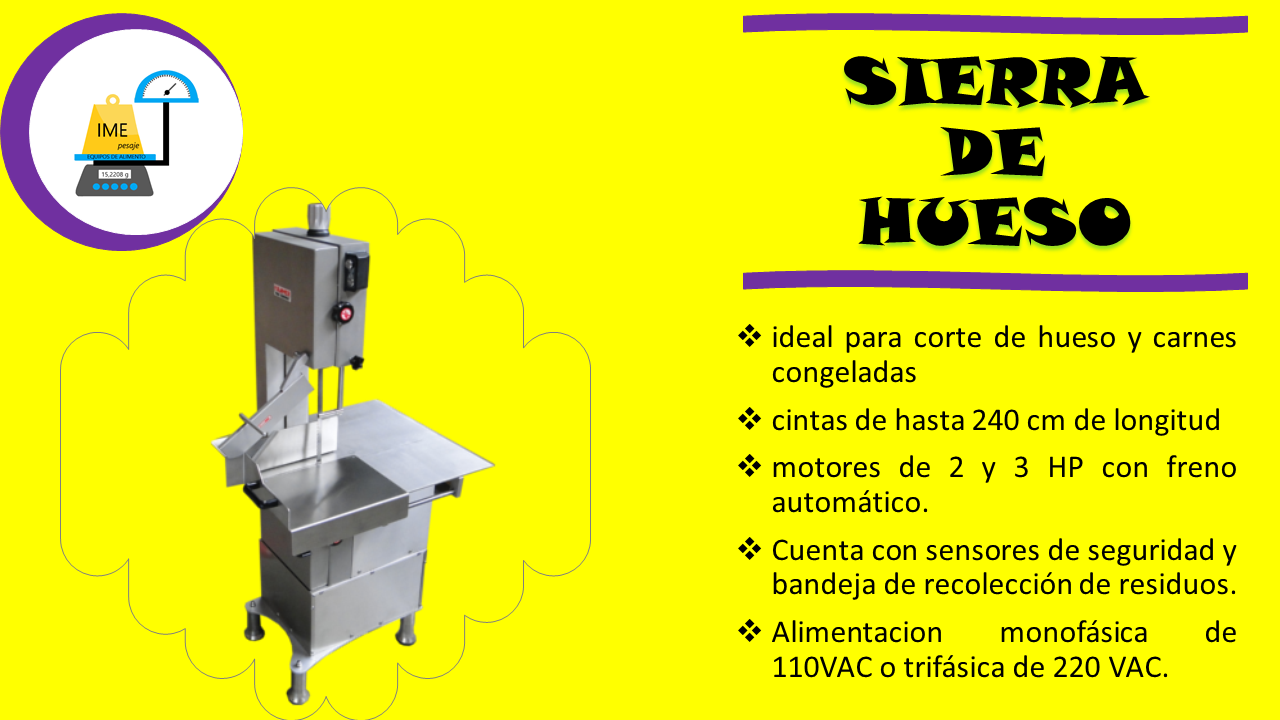 IME
pesaje
EQUIPOS DE ALIMENTO
15,2208 g
SIERRA
DE
HUESO
❖ ideal para corte de hueso y carnes
congeladas
❖ cintas de hasta 240 cm de longitud
❖ motores de 2 y 3 HP con freno
automático.
❖ Cuenta con sensores de seguridad y
bandeja de recolección de residuos.
❖ Alimentacion monofásica de
110VAC o trifásica de 220 VAC.